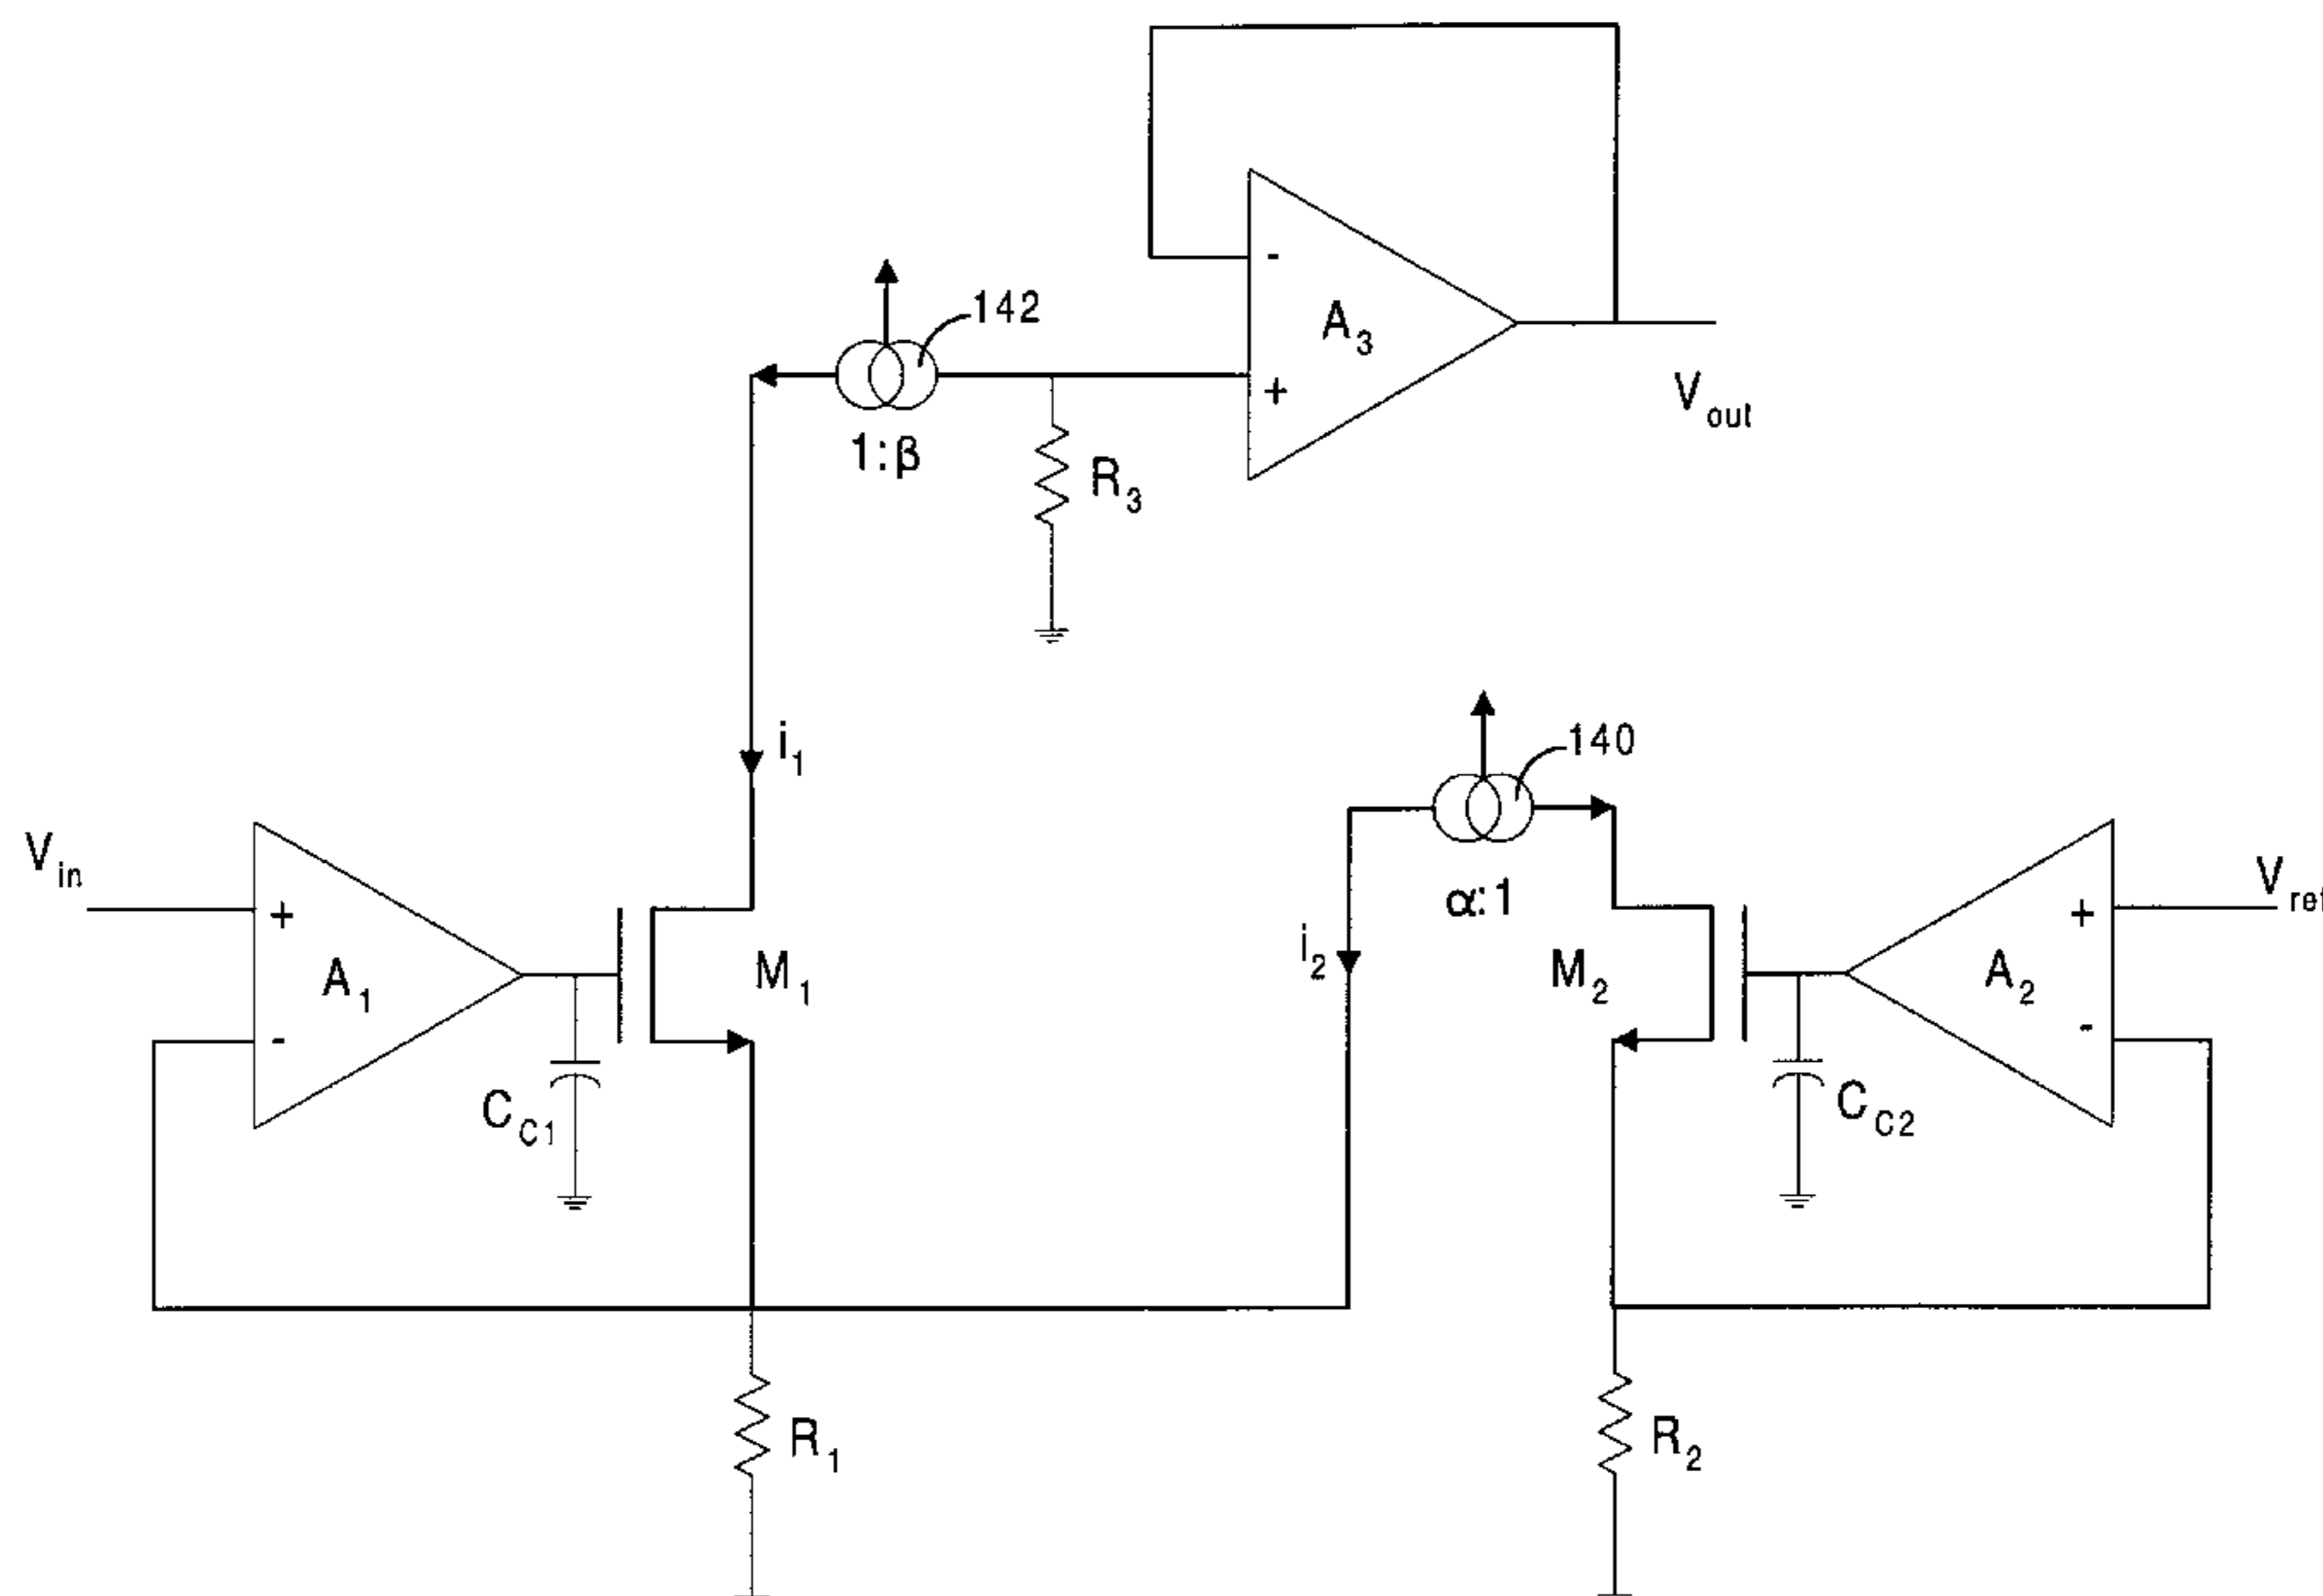 -
A3
+
Vout
142
1:β
R3
i1
140
α:1
Vin
+
A1
-
M1
CC1
i2
M2
+
A2
-
Vref
CC2
R1
R2